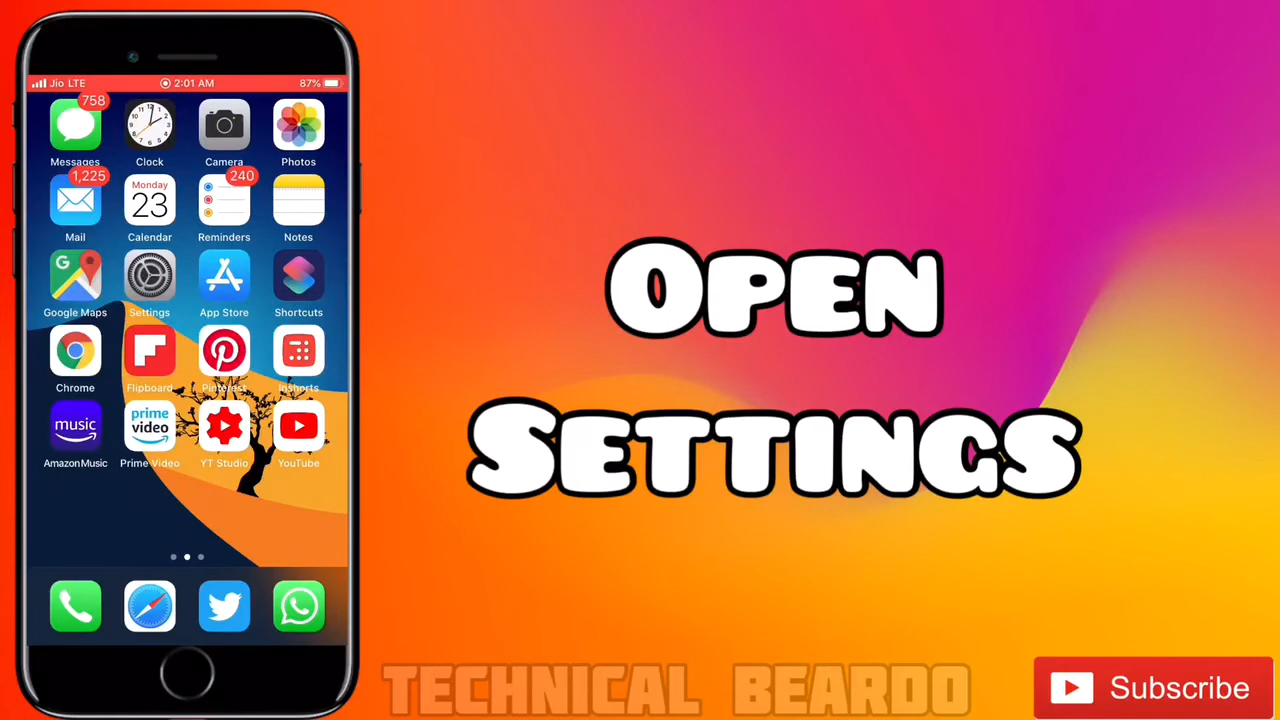 Jio LTE 2:01 AM 87%
758
Messages Clock Camera Photos
1,225 Monday 23 240
Mail Calendar Reminders Notes
G
Google Maps Settings App Store Shortcuts
Chrome Flipboard Pinterest Inshorts
music prime video
Amazon Music Prime Video YT Studio YouTube
OPEN
SETTINGS
TECHNICAL BEARDO
Subscribe